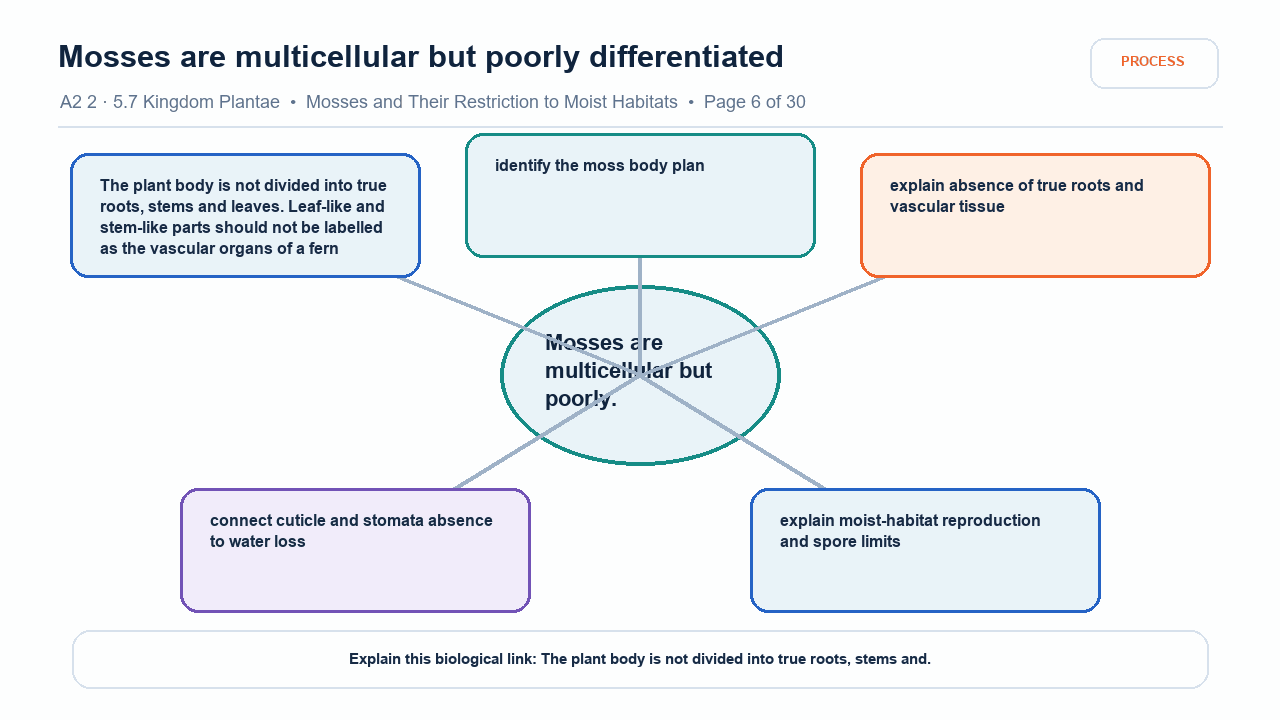 Mosses are multicellular but poorly differentiated
PROCESS
A2 2 · 5.7 Kingdom Plantae • Mosses and Their Restriction to Moist Habitats • Page 6 of 30
The plant body is not divided into true
roots, stems and leaves. Leaf-like and
stem-like parts should not be labelled
as the vascular organs of a fern
identify the moss body plan
explain absence of true roots and
vascular tissue
Mosses are
multicellular but
poorly.
connect cuticle and stomata absence
to water loss
explain moist-habitat reproduction
and spore limits
Explain this biological link: The plant body is not divided into true roots, stems and.